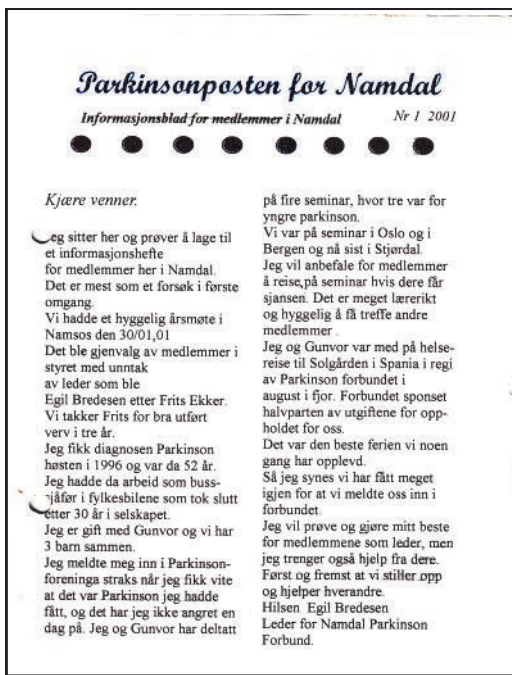 Parkinsonposten for Namdal
Informasjonsblad for medlemmer i Namdal
Nr 1 2001
Kjære venner.
Jeg sitter her og prøver å lage til
et informasjonshefte
for medlemmer her i Namdal.
Det er mest som et forsøk i første
omgang.
Vi hadde et hyggelig årsmøte i
Namsos den 30/01,01
Det ble gjenvalg av medlemmer i
styret med unntak
av leder som ble
Egil Bredesen etter Frits Ekker.
Vi takker Frits for bra utført
verv i tre år.
Jeg fikk diagnosen Parkinson
høsten i 1996 og var da 52 år.
Jeg hadde da arbeid som buss-
sjåfør i fylkesbilene som tok slutt
etter 30 år i selskapet.
Jeg er gift med Gunvor og vi har
3 barn sammen.
Jeg meldte meg inn i Parkinson-
foreninga straks når jeg fikk vite
at det var Parkinson jeg hadde
fått, og det har jeg ikke angret en
dag på. Jeg og Gunvor har deltatt
på fire seminar, hvor tre var for
yngre parkinson.
Vi var på seminar i Oslo og i
Bergen og nå sist i Stjørdal.
Jeg vil anbefale for medlemmer
å reise,på seminar hvis dere får
sjansen. Det er meget lærerikt
og hyggelig å få treffe andre
medlemmer .
Jeg og Gunvor var med på helse-
reise til Solgården i Spania i regi
av Parkinson forbundet i
august i fjor. Forbundet sponset
halvparten av utgiftene for opp-
holdet for oss.
Det var den beste ferien vi noen
gang har opplevd.
Så jeg synes vi har fått meget
igjen for at vi meldte oss inn i
forbundet.
Jeg vil prøve og gjøre mitt beste
for medlemmene som leder, men
jeg trenger også hjelp fra dere.
Først og fremst at vi stiller opp
og hjelper hverandre.
Hilsen Egil Bredesen
Leder for Namdal Parkinson
Forbund.